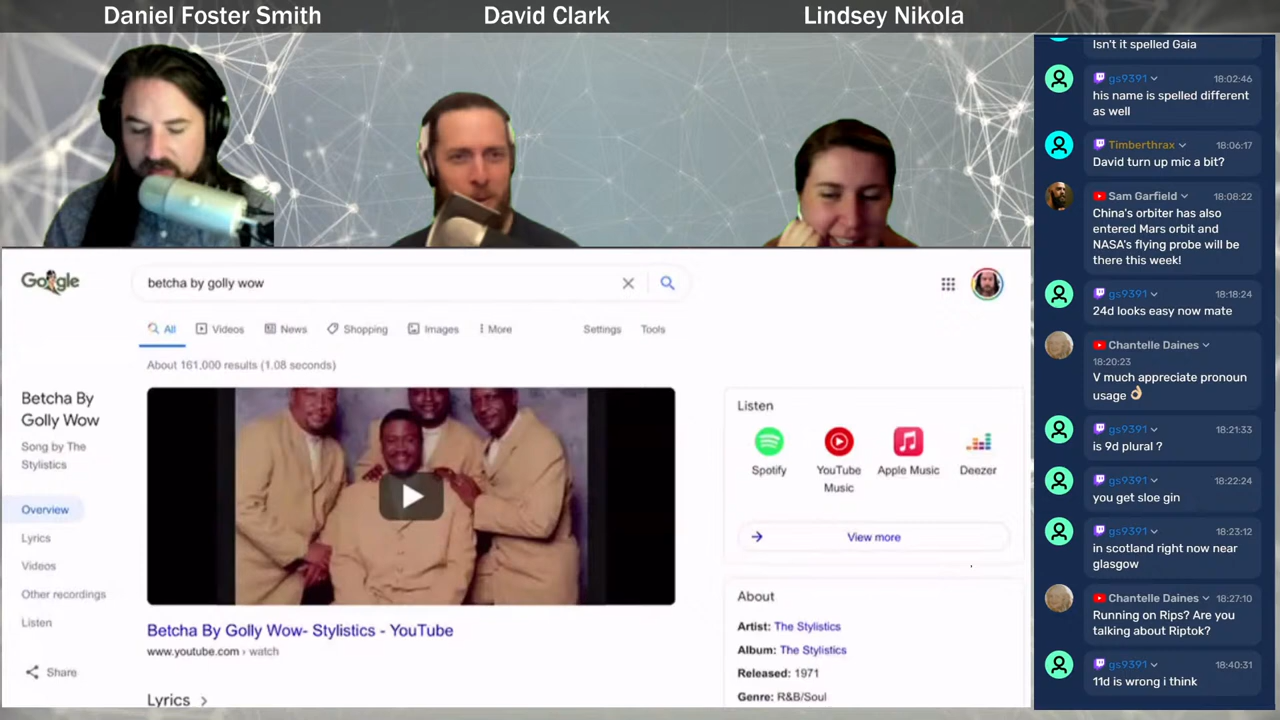 Daniel Foster Smith
David Clark
Lindsey Nikola
Google
betcha by golly wow
All
Videos
News
Shopping
Images
More
Settings
Tools
About 161,000 results (1.08 seconds)
Betcha By
Golly Wow
Song by The
Stylistics
Overview
Lyrics
Videos
Other recordings
Listen
Share
Betcha By Golly Wow- Stylistics - YouTube
www.youtube.com › watch
Lyrics
Listen
Spotify
YouTube
Music
Apple Music
Deezer
View more
About
Artist: The Stylistics
Album: The Stylistics
Released: 1971
Genre: R&B/Soul
Isn't it spelled Gaia
gs9391 18:02:46
his name is spelled different
as well
Timberthrax 18:06:17
David turn up mic a bit?
Sam Garfield 18:08:22
China's orbiter has also
entered Mars orbit and
NASA's flying probe will be
there this week!
gs9391 18:18:24
24d looks easy now mate
Chantelle Daines
18:20:23
V much appreciate pronoun
usage 👌🏼
gs9391 18:21:33
is 9d plural ?
gs9391 18:22:24
you get sloe gin
gs9391 18:23:12
in scotland right now near
glasgow
Chantelle Daines 18:27:10
Running on Rips? Are you
talking about Riptok?
gs9391 18:40:31
11d is wrong i think